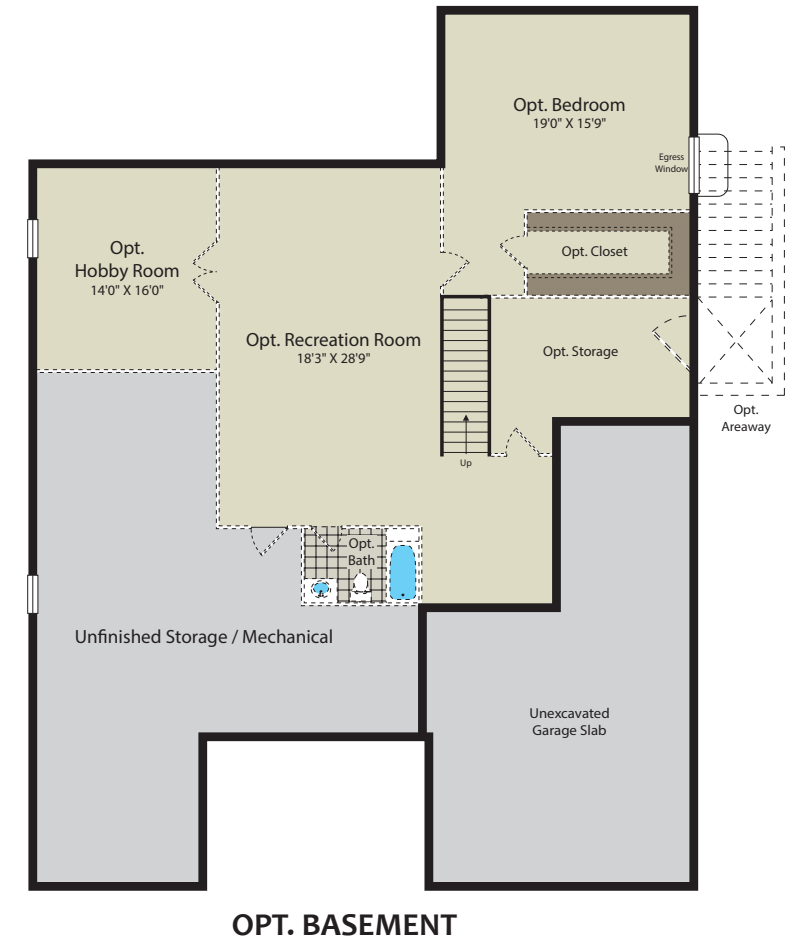 Opt. Bedroom
19'0" X 15'9"
Egress
Window
Opt.
Hobby Room
14'0" X 16'0"
Opt. Closet
Opt. Recreation Room
18'3" X 28'9"
Opt. Storage
Opt.
Areaway
Up
Opt.
Bath
Unfinished Storage / Mechanical
Unexcavated
Garage Slab
OPT. BASEMENT